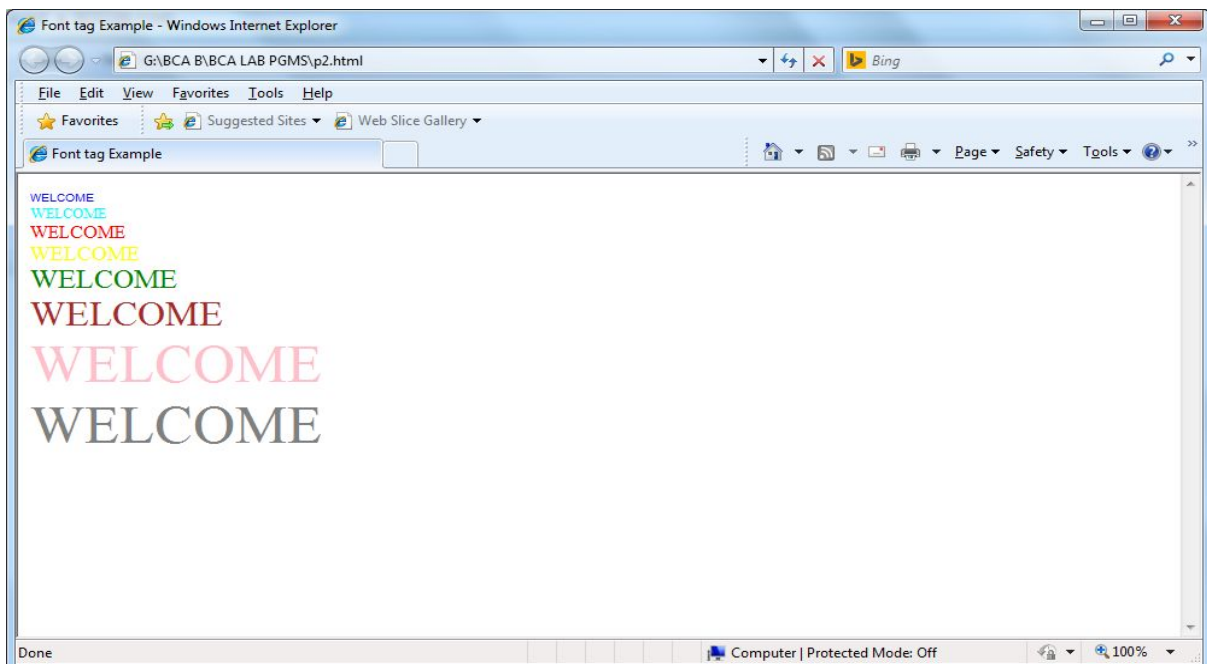 Font tag Example - Windows Internet Explorer
G:\BCA B\BCA LAB PGMS\p2.html
Bing
File Edit View Favorites Tools Help
Favorites Suggested Sites Web Slice Gallery
Font tag Example Page Safety Tools
WELCOME
WELCOME
WELCOME
WELCOME
WELCOME
WELCOME
WELCOME
WELCOME
Done Computer | Protected Mode: Off 100%